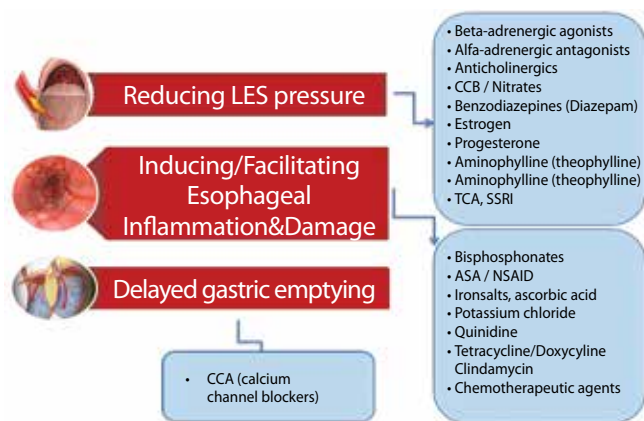 Reducing LES pressure
Inducing/Facilitating
Esophageal
Inflammation&Damage
Delayed gastric emptying
• Beta-adrenergic agonists
• Alfa-adrenergic antagonists
• Anticholinergics
• CCB / Nitrates
• Benzodiazepines (Diazepam)
• Estrogen
• Progesterone
• Aminophylline (theophylline)
• Aminophylline (theophylline)
• TCA, SSRI
• Bisphosphonates
• ASA / NSAID
• Ironsalts, ascorbic acid
• Potassium chloride
• Quinidine
• Tetracycline/Doxycyline
Clindamycin
• Chemotherapeutic agents
• CCA (calcium
channel blockers)